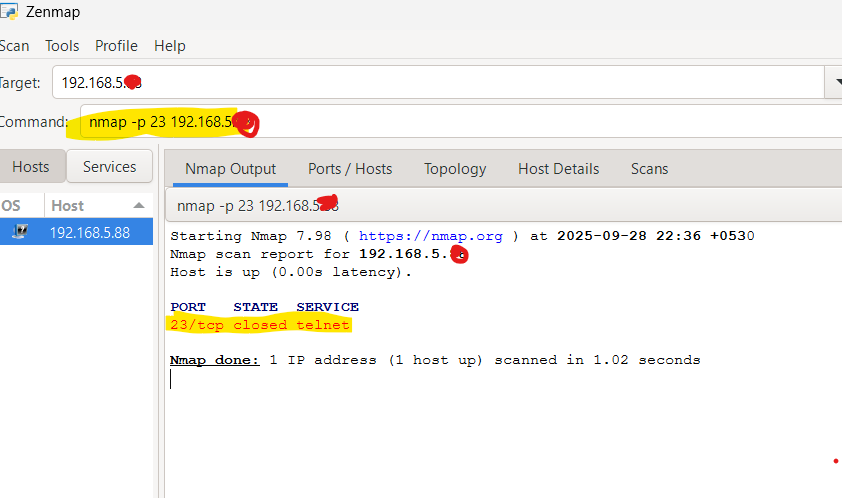 Zenmap
Scan Tools Profile Help
Target: 192.168.5.
Command: nmap -p 23 192.168.5.
Hosts Services
Nmap Output Ports / Hosts Topology Host Details Scans
OS Host
nmap -p 23 192.168.5.
192.168.5.88
Starting Nmap 7.98 ( https://nmap.org ) at 2025-09-28 22:36 +0530
Nmap scan report for 192.168.5.
Host is up (0.00s latency).
PORT STATE SERVICE
23/tcp closed telnet
Nmap done: 1 IP address (1 host up) scanned in 1.02 seconds